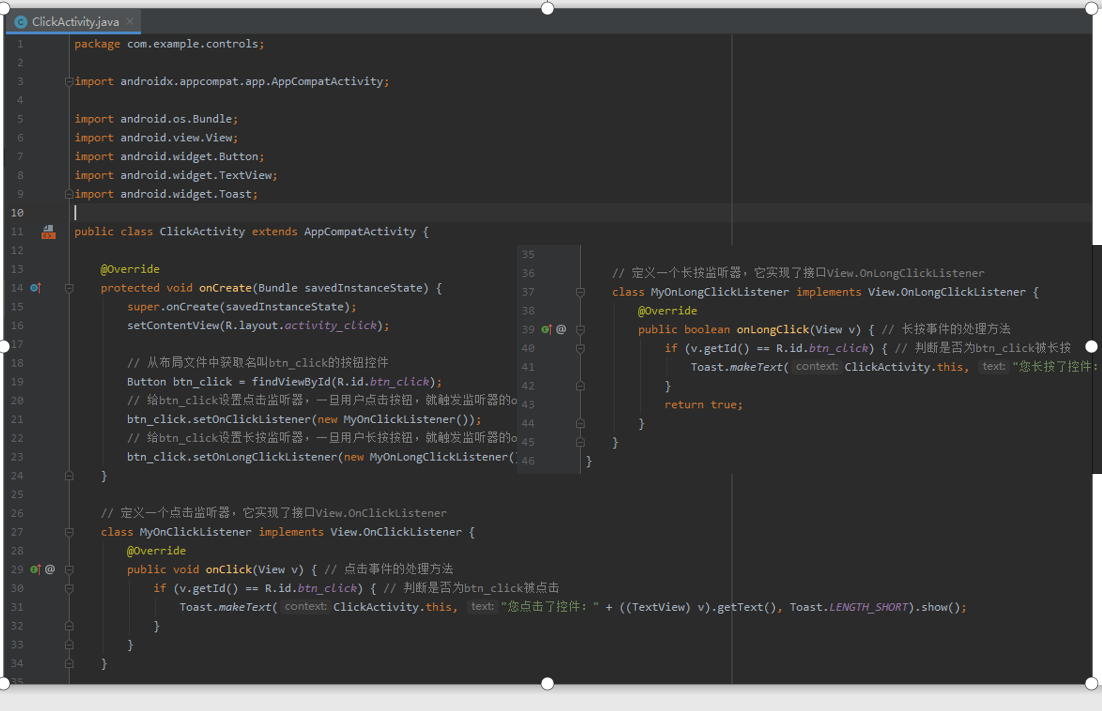 ClickActivity.java
1 package com.example.controls;
2
3 import androidx.appcompat.app.AppCompatActivity;
4
5 import android.os.Bundle;
6 import android.view.View;
7 import android.widget.Button;
8 import android.widget.TextView;
9 import android.widget.Toast;
10
11 public class ClickActivity extends AppCompatActivity {
12
13 @Override
14 protected void onCreate(Bundle savedInstanceState) {
15 super.onCreate(savedInstanceState);
16 setContentView(R.layout.activity_click);
17
18 // 从布局文件中获取名叫btn_click的按钮控件
19 Button btn_click = findViewById(R.id.btn_click);
20 // 给btn_click设置点击监听器，一旦用户点击按钮，就触发监听器的o
21 btn_click.setOnClickListener(new MyOnClickListener());
22 // 给btn_click设置长按监听器，一旦用户长按按钮，就触发监听器的o
23 btn_click.setOnLongClickListener(new MyOnLongClickListener(
24 }
25
26 // 定义一个点击监听器，它实现了接口View.OnClickListener
27 class MyOnClickListener implements View.OnClickListener {
28 @Override
29 public void onClick(View v) { // 点击事件的处理方法
30 if (v.getId() == R.id.btn_click) { // 判断是否为btn_click被点击
31 Toast.makeText( context: ClickActivity.this, text: "您点击了控件：" + ((TextView) v).getText(), Toast.LENGTH_SHORT).show();
32 }
33 }
34 }
35
35
36 // 定义一个长按监听器，它实现了接口View.OnLongClickListener
37 class MyOnLongClickListener implements View.OnLongClickListener {
38 @Override
39 public boolean onLongClick(View v) { // 长按事件的处理方法
40 if (v.getId() == R.id.btn_click) { // 判断是否为btn_click被长按
41 Toast.makeText( context: ClickActivity.this, text: "您长按了控件：
42 }
43 return true;
44 }
45 }
46 }